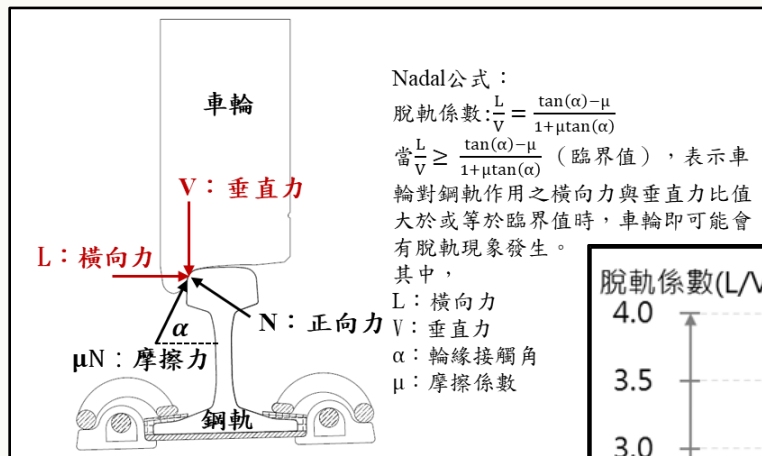 車輪
V：垂直力
L：橫向力
α
N：正向力
μN：摩擦力
鋼軌
Nadal公式：
脫軌係數:L/V = tan(α)−μ / 1+μtan(α)
當L/V ≥ tan(α)−μ / 1+μtan(α)（臨界值），表示車
輪對鋼軌作用之橫向力與垂直力比值
大於或等於臨界值時，車輪即可能會
有脫軌現象發生。
其中，
L：橫向力
V：垂直力
α：輪緣接觸角
μ：摩擦係數
脫軌係數(L/V
4.0
3.5
3.0